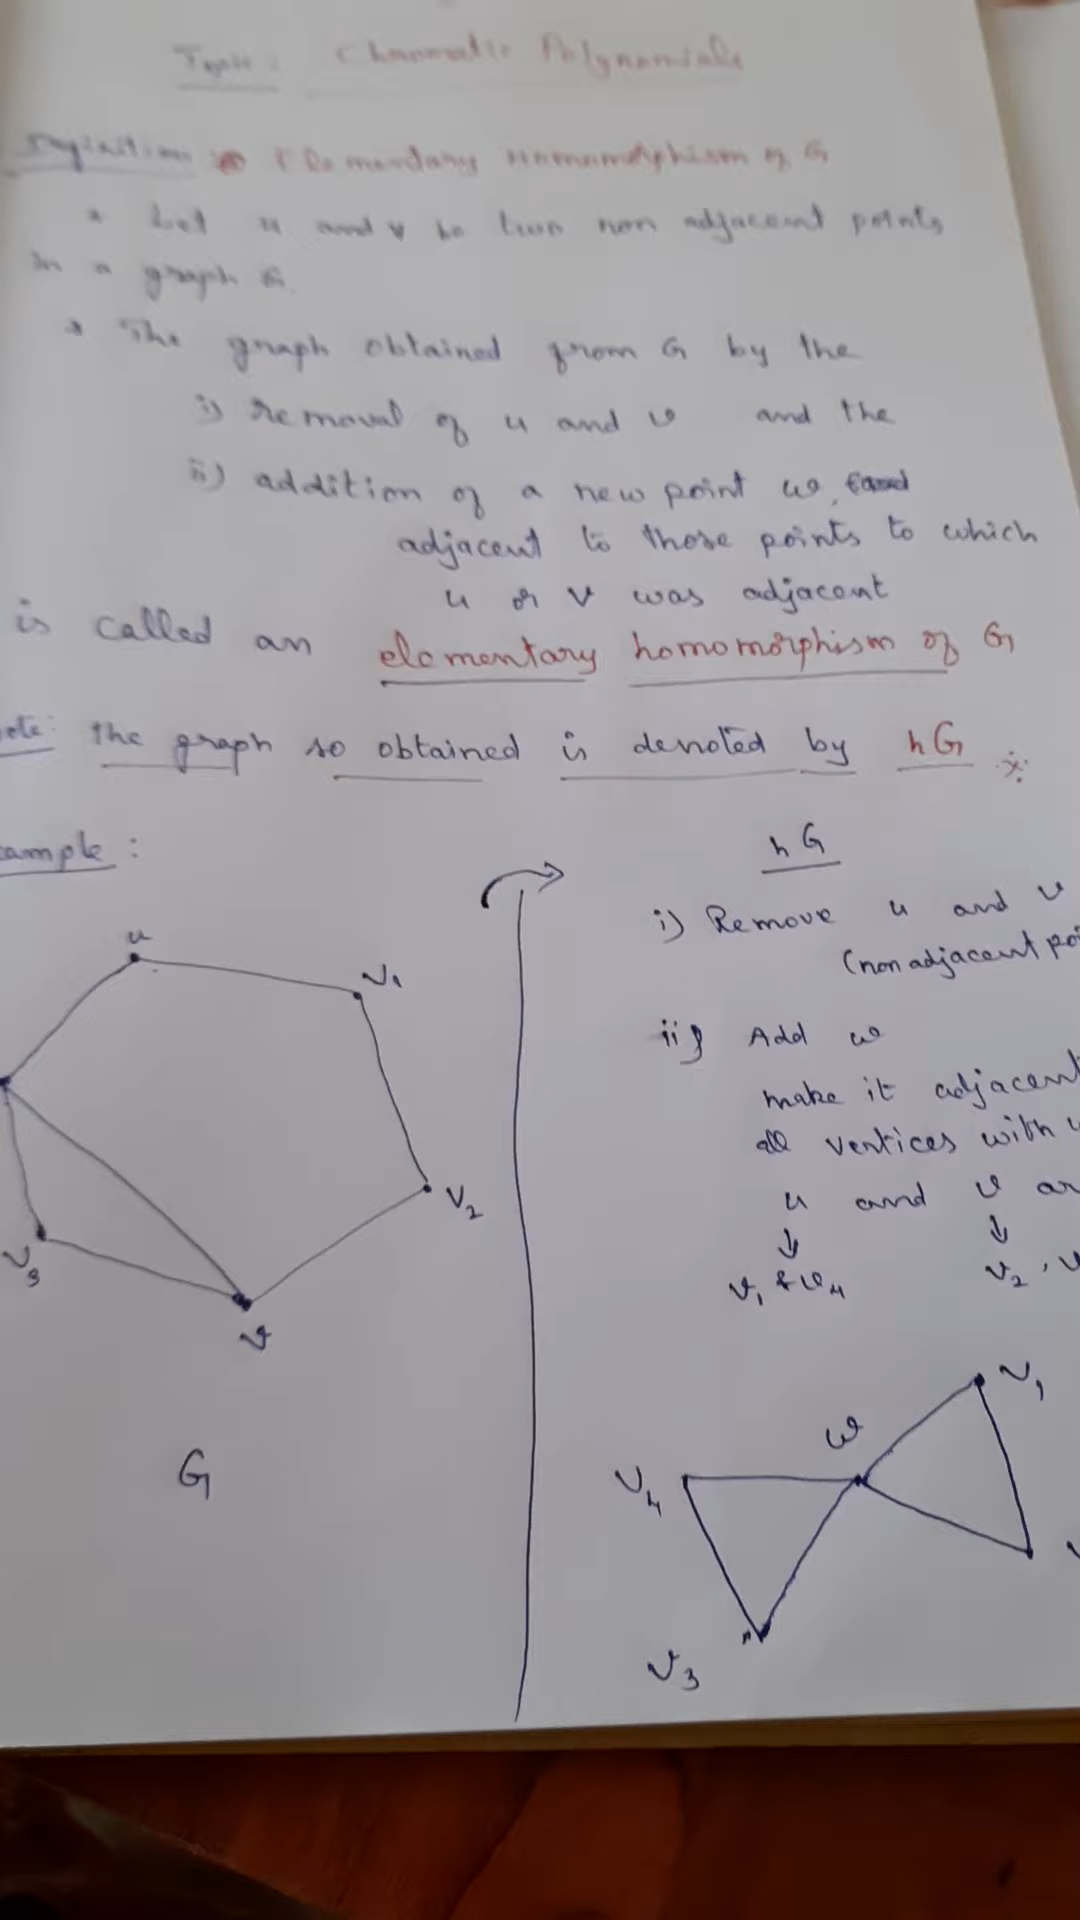 Topic: Chromatic Polynomials
Definition Elementary Homomorphism of G
* Let u and v be two non adjacent points
in a graph G.
* The graph obtained from G by the
i) removal of u and v and the
ii) addition of a new point w,
adjacent to those points to which
u or v was adjacent
is called an elementary homomorphism of G
ote: the graph so obtained is denoted by hG
ample:
hG
i) Remove u and v
(non adjacent poi
ii) Add w
make it adjacent
all vertices with
u and v ar
↓ ↓
v1 & v4 v2, v
u
v1
v2
v3
v
G
w
v1
v4
v3